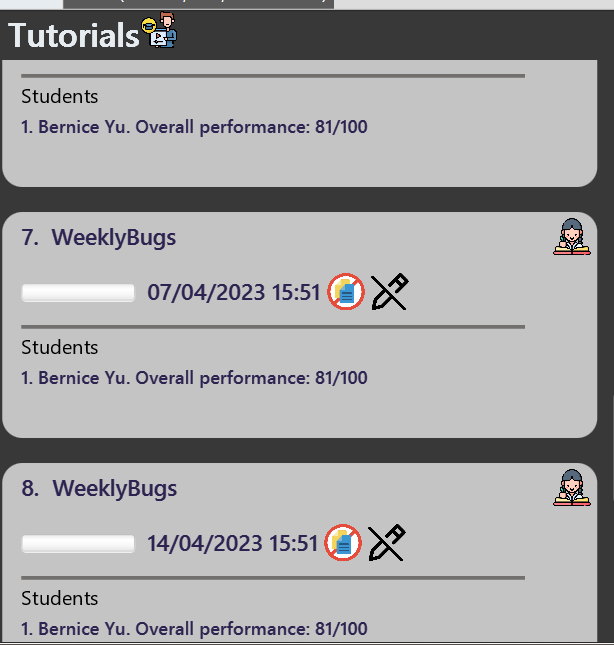 Tutorials
Students
1. Bernice Yu. Overall performance: 81/100
7. WeeklyBugs
07/04/2023 15:51
Students
1. Bernice Yu. Overall performance: 81/100
8. WeeklyBugs
14/04/2023 15:51
Students
1. Bernice Yu. Overall performance: 81/100